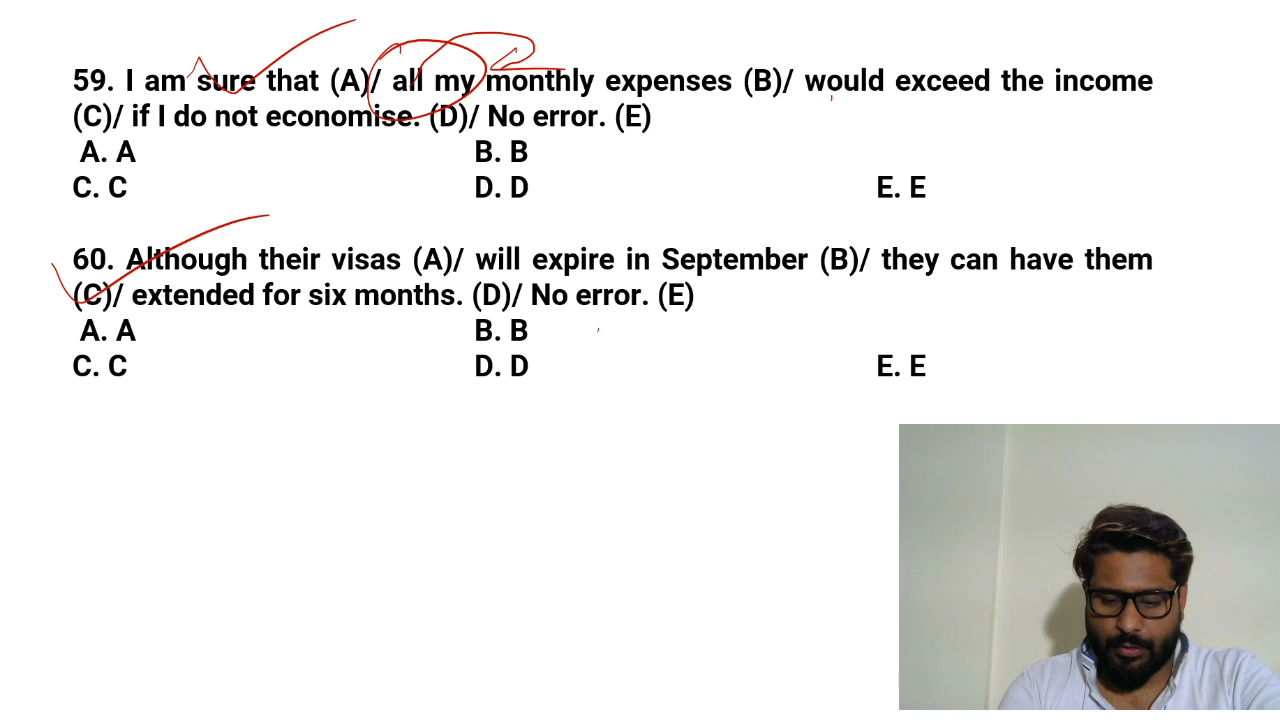 59. I am sure that (A)/ all my monthly expenses (B)/ would exceed the income
(C)/ if I do not economise. (D)/ No error. (E)
A. A B. B
C. C D. D E. E
60. Although their visas (A)/ will expire in September (B)/ they can have them
(C)/ extended for six months. (D)/ No error. (E)
A. A B. B
C. C D. D E. E